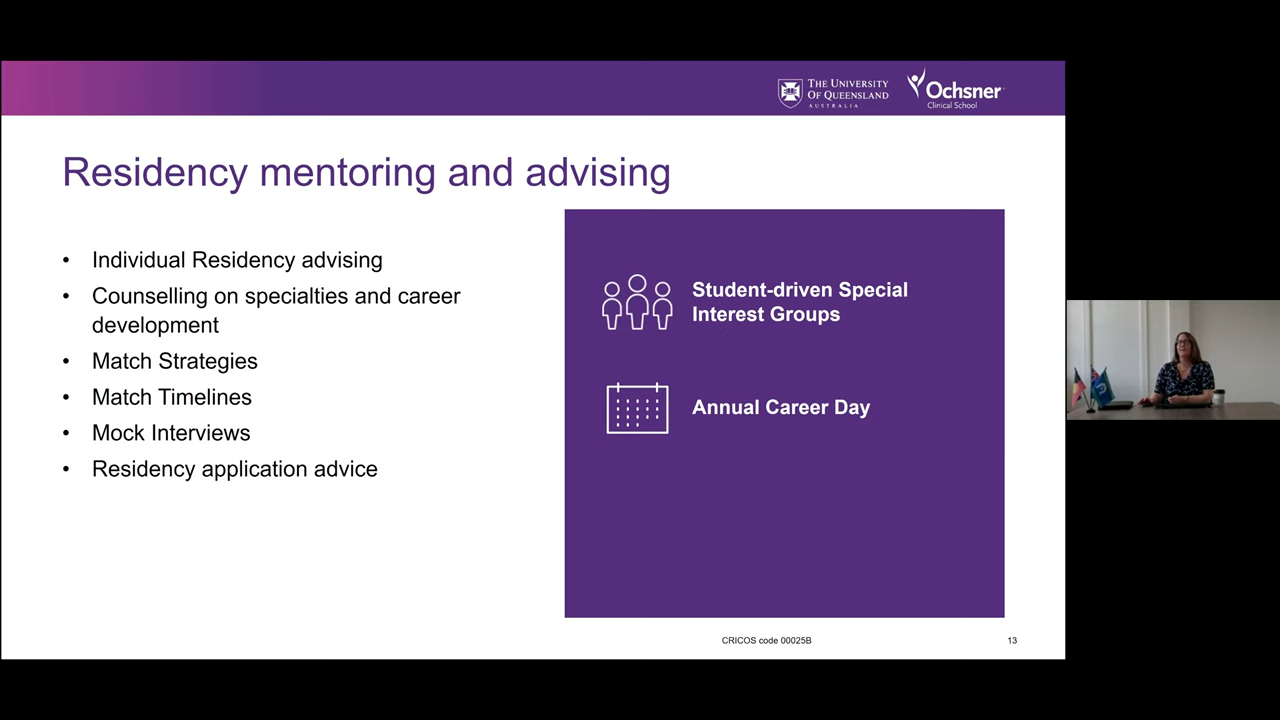 THE UNIVERSITY
OF QUEENSLAND
AUSTRALIA
Ochsner
Clinical School
Residency mentoring and advising
• Individual Residency advising
• Counselling on specialties and career
development
• Match Strategies
• Match Timelines
• Mock Interviews
• Residency application advice
Student-driven Special
Interest Groups
Annual Career Day
CRICOS code 00025B
13